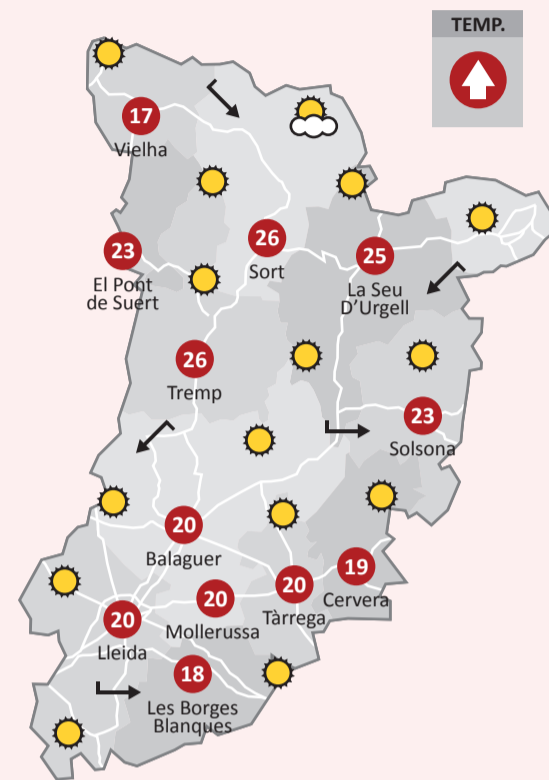 TEMP.
17
Vielha
23
El Pont
de Suert
26
Sort
25
La Seu
D'Urgell
26
Tremp
23
Solsona
20
Balaguer
20
Mollerussa
20
Tàrrega
19
Cervera
20
Lleida
18
Les Borges
Blanques